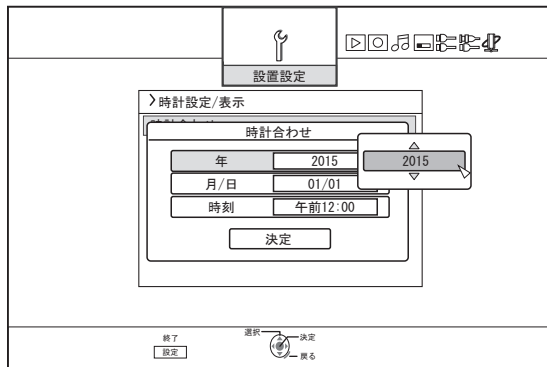 設置設定
時計設定/表示
時計合わせ
年 2015
2015
月/日 01/01
時刻 午前12:00
決定
選択
決定
戻る
終了
設定